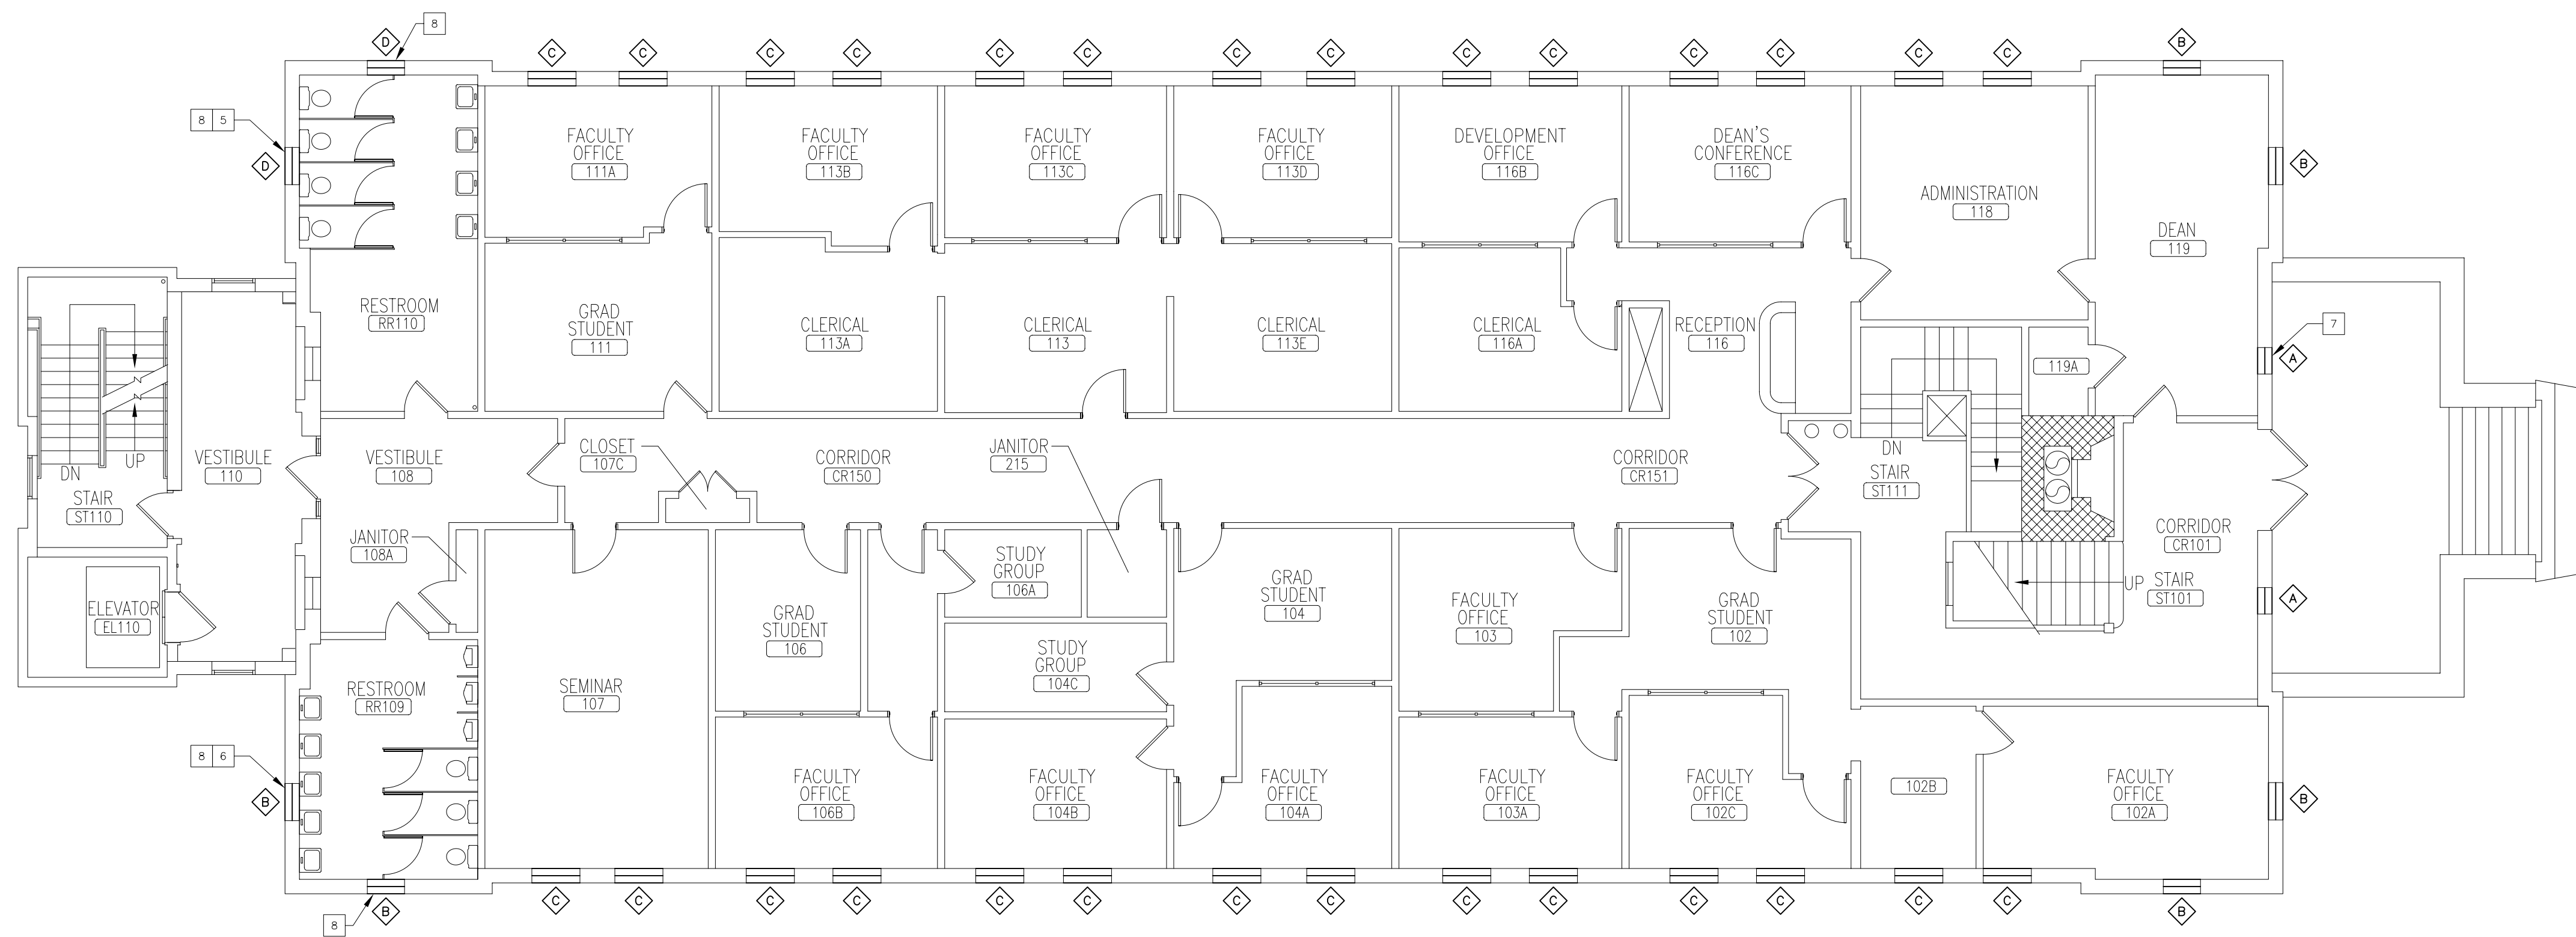 8
D
C C C C C C C C C C C C C C
B
8 5
D
FACULTY
OFFICE
111A
FACULTY
OFFICE
113B
FACULTY
OFFICE
113C
FACULTY
OFFICE
113D
DEVELOPMENT
OFFICE
116B
DEAN'S
CONFERENCE
116C
B
ADMINISTRATION
118
DEAN
119
RESTROOM
RR110
GRAD
STUDENT
111
CLERICAL
113A
CLERICAL
113
CLERICAL
113E
CLERICAL
116A
RECEPTION
116
7
A
119A
VESTIBULE
110
VESTIBULE
108
CLOSET
107C
CORRIDOR
CR150
JANITOR
215
CORRIDOR
CR151
DN
STAIR
ST111
DN
UP
STAIR
ST110
CORRIDOR
CR101
JANITOR
108A
STUDY
GROUP
106A
UP
STAIR
ST101
A
ELEVATOR
EL110
GRAD
STUDENT
106
GRAD
STUDENT
104
FACULTY
OFFICE
103
GRAD
STUDENT
102
STUDY
GROUP
104C
RESTROOM
RR109
SEMINAR
107
8 6
B
FACULTY
OFFICE
106B
FACULTY
OFFICE
104B
FACULTY
OFFICE
104A
FACULTY
OFFICE
103A
FACULTY
OFFICE
102C
102B
FACULTY
OFFICE
102A
B
8
B
C C C C C C C C C C C C C C
B